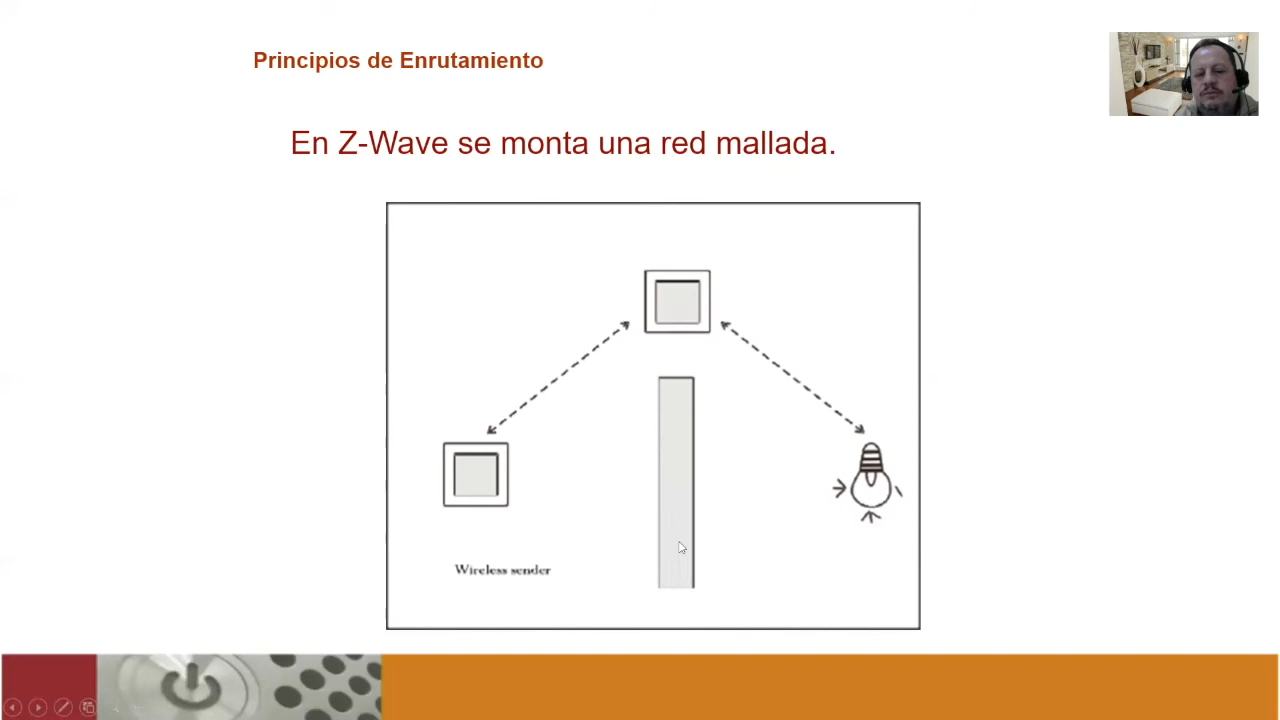 Principios de Enrutamiento
En Z-Wave se monta una red mallada.
Wireless sender